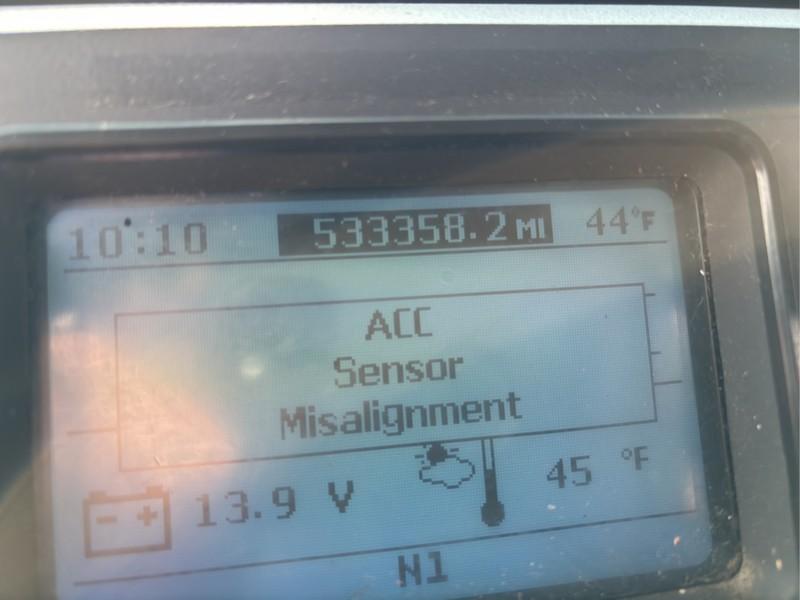 10:10 533358.2 MI 44°F
ACC
Sensor
Misalignment
- + 13.9 V 45 °F
N1